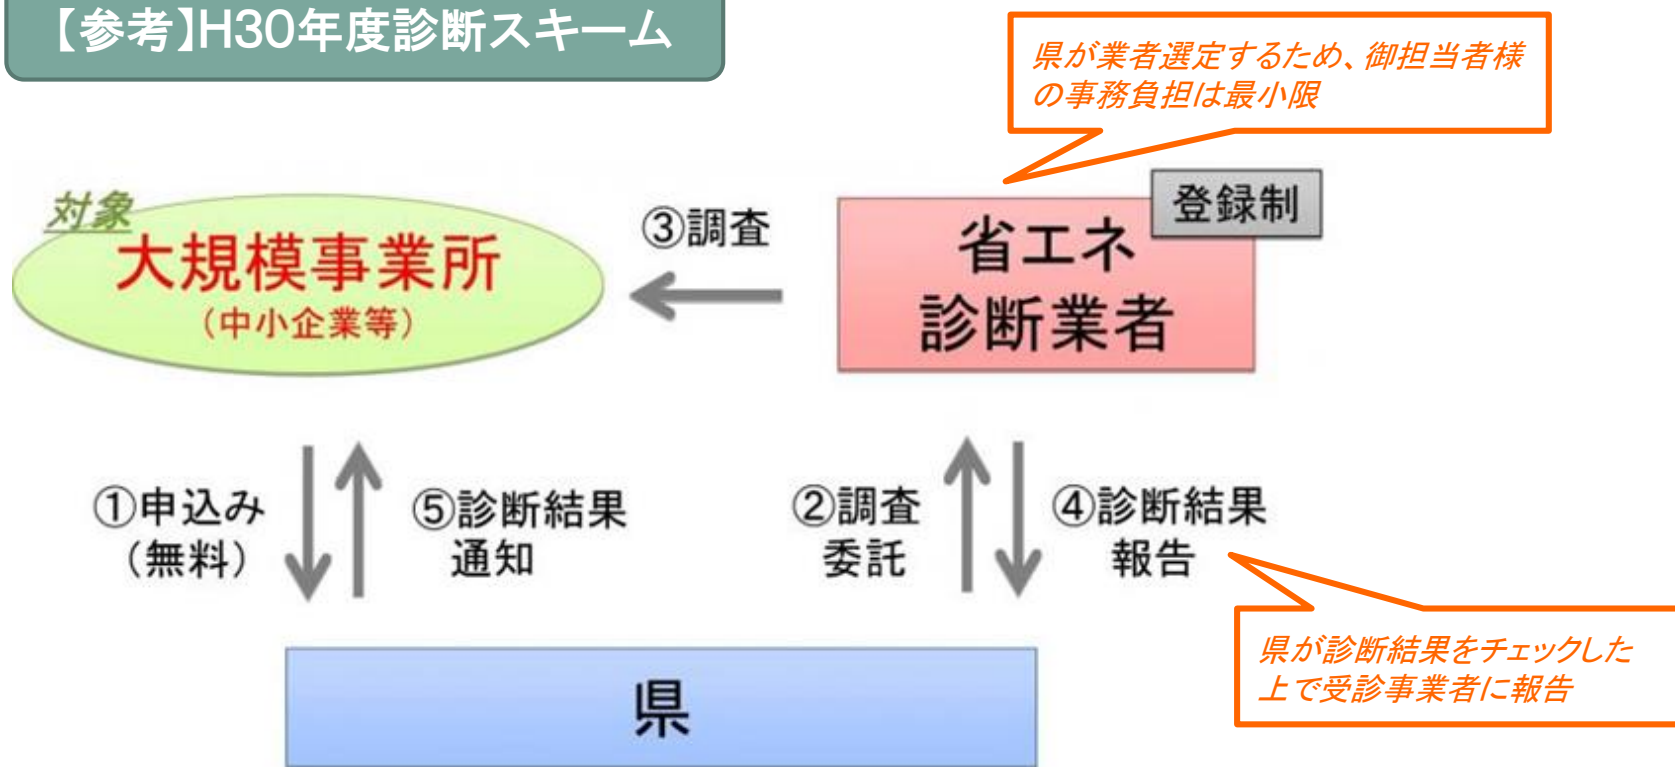 【参考】H30年度診断スキーム
県が業者選定するため、御担当者様
の事務負担は最小限
対象
大規模事業所
（中小企業等）
③調査
登録制
省エネ
診断業者
①申込み
（無料）
⑤診断結果
通知
②調査
委託
④診断結果
報告
県が診断結果をチェックした
上で受診事業者に報告
県